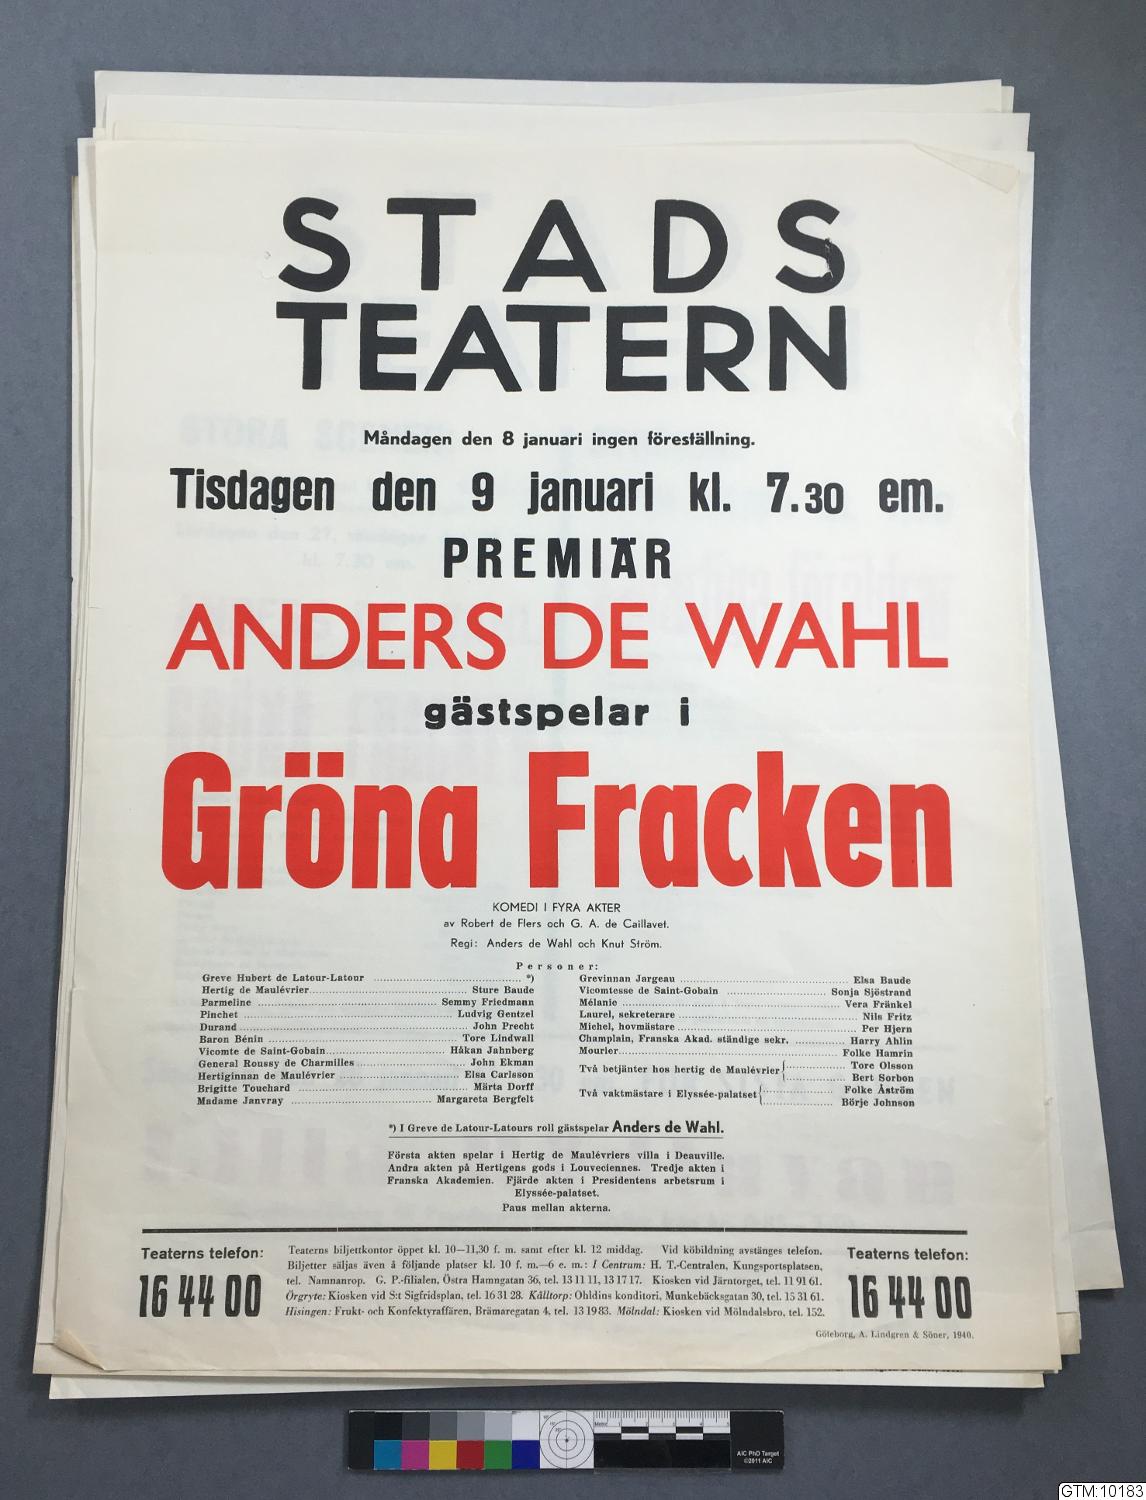 STADS
TEATERN
Måndagen den 8 januari ingen föreställning.
Tisdagen den 9 januari kl. 7.30 em.
PREMIÄR
ANDERS DE WAHL
gästspelar i
Gröna Fracken
KOMEDI I FYRA AKTER
av Robert de Flers och G. A. de Caillavet.
Regi: Anders de Wahl och Knut Ström.
Personer:
Greve Hubert de Latour-Latour *)
Hertig de Maulévrier Sture Baude
Parmeline Semmy Friedmann
Pinchet Ludvig Gentzel
Durand John Precht
Baron Bénin Tore Lindwall
Vicomte de Saint-Gobain Håkan Jahnberg
General Roussy de Charmilles John Ekman
Hertiginnan de Maulévrier Elsa Carlsson
Brigitte Touchard Märta Dorff
Madame Janvray Margareta Bergfelt
Grevinnan Jargeau Elsa Baude
Vicomtesse de Saint-Gobain Sonja Sjöstrand
Mélanie Vera Fränkel
Laurel, sekreterare Nils Fritz
Michel, hovmästare Per Hjern
Champlain, Franska Akad. ständige sekr. Harry Ahlin
Mourier Folke Hamrin
Två betjänter hos hertig de Maulévrier { Tore Olsson
Bert Sorbon
Två vaktmästare i Elyssée-palatset { Folke Åström
Börje Johnson
*) I Greve de Latour-Latours roll gästspelar Anders de Wahl.
Första akten spelar i Hertig de Maulévriers villa i Deauville.
Andra akten på Hertigens gods i Louveciennes. Tredje akten i
Franska Akademien. Fjärde akten i Presidentens arbetsrum i
Elyssée-palatset.
Paus mellan akterna.
Teaterns telefon:
16 44 00
Teaterns biljettkontor öppet kl. 10—11,30 f. m. samt efter kl. 12 middag. Vid köbildning avstänges telefon.
Biljetter säljas även å följande platser kl. 10 f. m.—6 e. m.: I Centrum: H. T.-Centralen, Kungsportsplatsen,
tel. Namnanrop. G. P.-filialen, Östra Hamngatan 36, tel. 13 11 11, 13 17 17. Kiosken vid Järntorget, tel. 11 91 61.
Örgryte: Kiosken vid S:t Sigfridsplan, tel. 16 31 28. Kålltorp: Ohldins konditori, Munkebäcksgatan 30, tel. 15 31 61.
Hisingen: Frukt- och Konfektyraffären, Brämaregatan 4, tel. 13 19 83. Mölndal: Kiosken vid Mölndalsbro, tel. 152.
Teaterns telefon:
16 44 00
Göteborg, A. Lindgren & Söner, 1940.
AIC PhD Target
©2011 AIC
GTM:10183